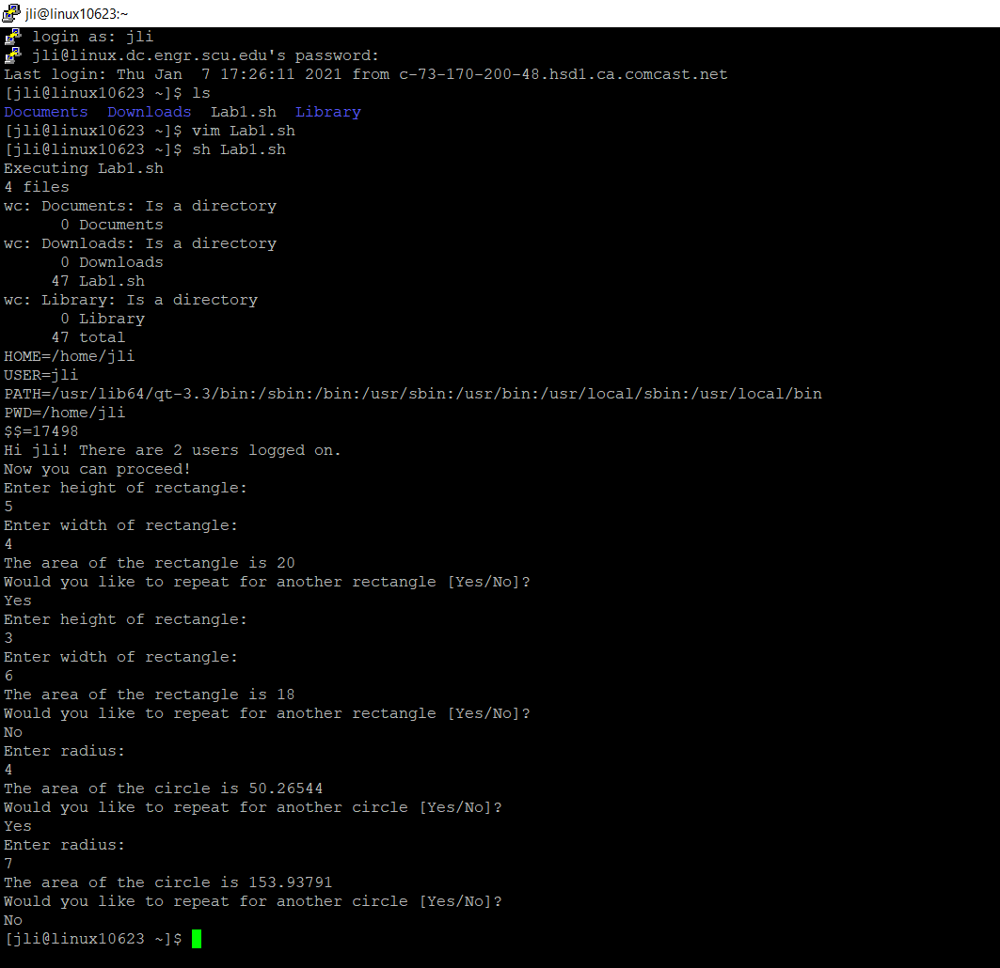 jli@linux10623:~
login as: jli
jli@linux.dc.engr.scu.edu's password:
Last login: Thu Jan  7 17:26:11 2021 from c-73-170-200-48.hsd1.ca.comcast.net
[jli@linux10623 ~]$ ls
Documents  Downloads  Lab1.sh  Library
[jli@linux10623 ~]$ vim Lab1.sh
[jli@linux10623 ~]$ sh Lab1.sh
Executing Lab1.sh
4 files
wc: Documents: Is a directory
      0 Documents
wc: Downloads: Is a directory
      0 Downloads
     47 Lab1.sh
wc: Library: Is a directory
      0 Library
     47 total
HOME=/home/jli
USER=jli
PATH=/usr/lib64/qt-3.3/bin:/sbin:/bin:/usr/sbin:/usr/bin:/usr/local/sbin:/usr/local/bin
PWD=/home/jli
$$=17498
Hi jli! There are 2 users logged on.
Now you can proceed!
Enter height of rectangle:
5
Enter width of rectangle:
4
The area of the rectangle is 20
Would you like to repeat for another rectangle [Yes/No]?
Yes
Enter height of rectangle:
3
Enter width of rectangle:
6
The area of the rectangle is 18
Would you like to repeat for another rectangle [Yes/No]?
No
Enter radius:
4
The area of the circle is 50.26544
Would you like to repeat for another circle [Yes/No]?
Yes
Enter radius:
7
The area of the circle is 153.93791
Would you like to repeat for another circle [Yes/No]?
No
[jli@linux10623 ~]$